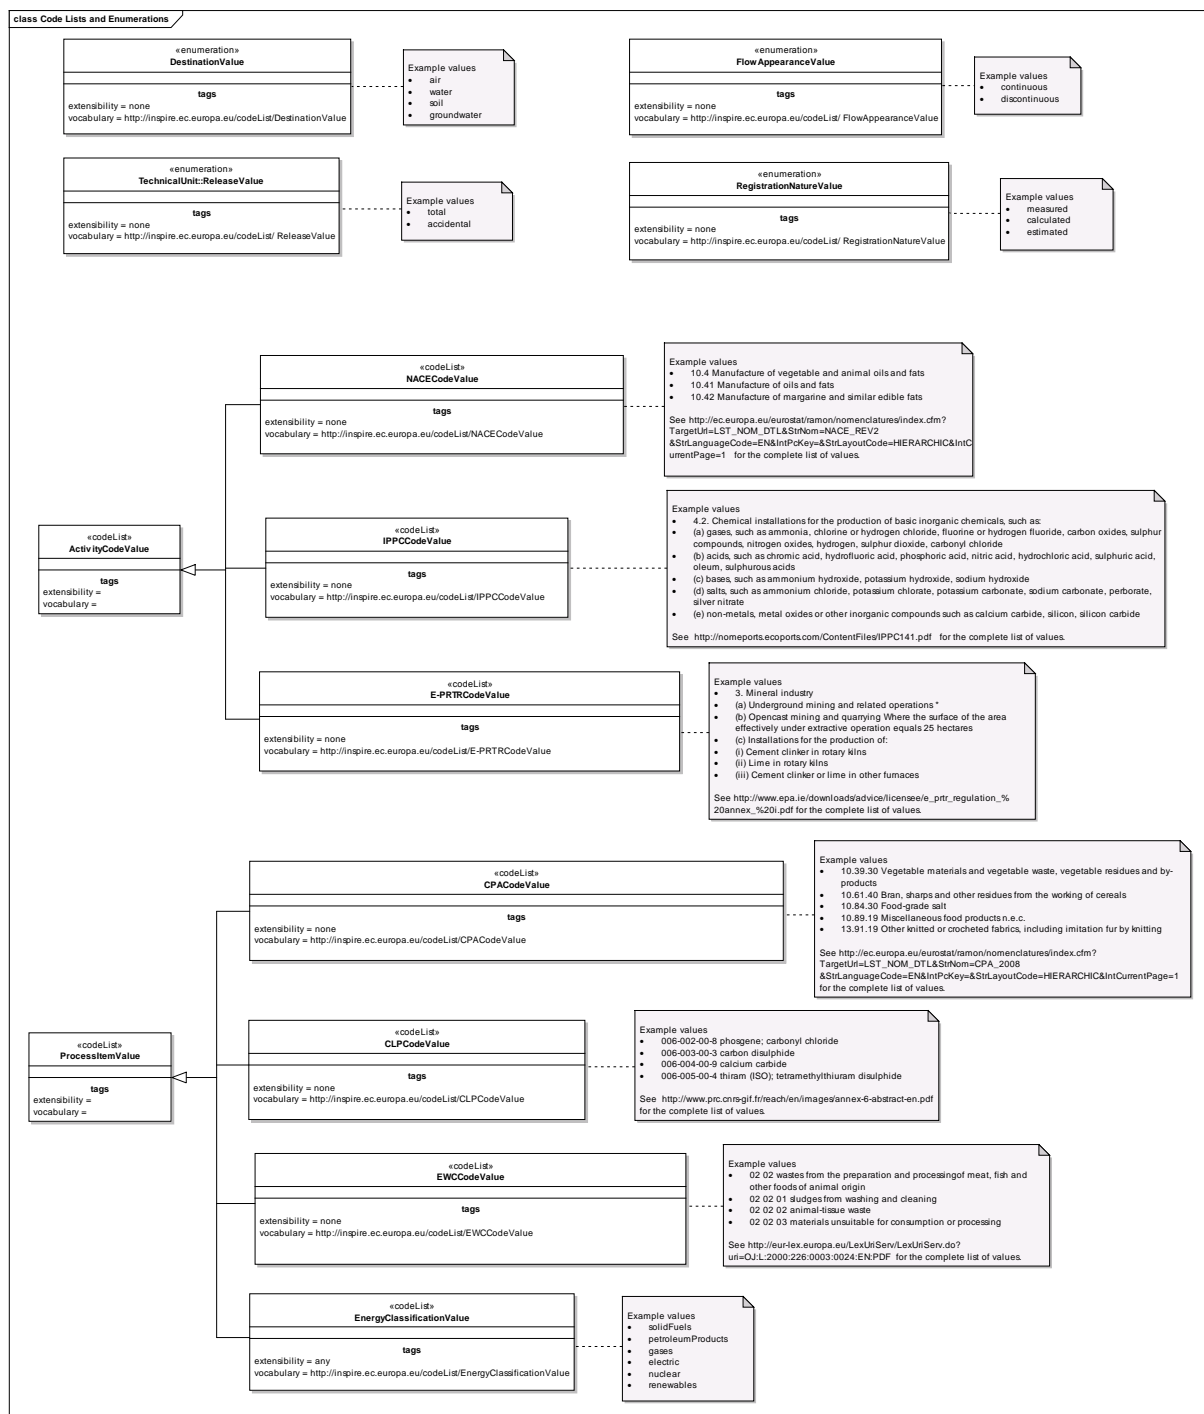 class Code Lists and Enumerations
«enumeration»
DestinationValue
tags
extensibility = none
vocabulary = http://inspire.ec.europa.eu/codeList/DestinationValue
Example values
• air
• water
• soil
• groundwater
«enumeration»
FlowAppearanceValue
tags
extensibility = none
vocabulary = http://inspire.ec.europa.eu/codeList/ FlowAppearanceValue
Example values
• continuous
• discontinuous
«enumeration»
TechnicalUnit::ReleaseValue
tags
extensibility = none
vocabulary = http://inspire.ec.europa.eu/codeList/ ReleaseValue
Example values
• total
• accidental
«enumeration»
RegistrationNatureValue
tags
extensibility = none
vocabulary = http://inspire.ec.europa.eu/codeList/ RegistrationNatureValue
Example values
• measured
• calculated
• estimated
«codeList»
NACECodeValue
tags
extensibility = none
vocabulary = http://inspire.ec.europa.eu/codeList/NACECodeValue
Example values
• 10.4 Manufacture of vegetable and animal oils and fats
• 10.41 Manufacture of oils and fats
• 10.42 Manufacture of margarine and similar edible fats
See http://ec.europa.eu/eurostat/ramon/nomenclatures/index.cfm?
TargetUrl=LST_NOM_DTL&StrNom=NACE_REV2
&StrLanguageCode=EN&IntPcKey=&StrLayoutCode=HIERARCHIC&IntC
urrentPage=1 for the complete list of values.
«codeList»
ActivityCodeValue
tags
extensibility =
vocabulary =
«codeList»
IPPCCodeValue
tags
extensibility = none
vocabulary = http://inspire.ec.europa.eu/codeList/IPPCCodeValue
Example values
• 4.2. Chemical installations for the production of basic inorganic chemicals, such as:
• (a) gases, such as ammonia, chlorine or hydrogen chloride, fluorine or hydrogen fluoride, carbon oxides, sulphur
compounds, nitrogen oxides, hydrogen, sulphur dioxide, carbonyl chloride
• (b) acids, such as chromic acid, hydrofluoric acid, phosphoric acid, nitric acid, hydrochloric acid, sulphuric acid,
oleum, sulphurous acids
• (c) bases, such as ammonium hydroxide, potassium hydroxide, sodium hydroxide
• (d) salts, such as ammonium chloride, potassium chlorate, potassium carbonate, sodium carbonate, perborate,
silver nitrate
• (e) non-metals, metal oxides or other inorganic compounds such as calcium carbide, silicon, silicon carbide
See http://nomeports.ecoports.com/ContentFiles/IPPC141.pdf for the complete list of values.
«codeList»
E-PRTRCodeValue
tags
extensibility = none
vocabulary = http://inspire.ec.europa.eu/codeList/E-PRTRCodeValue
Example values
• 3. Mineral industry
• (a) Underground mining and related operations *
• (b) Opencast mining and quarrying Where the surface of the area
effectively under extractive operation equals 25 hectares
• (c) Installations for the production of:
• (i) Cement clinker in rotary kilns
• (ii) Lime in rotary kilns
• (iii) Cement clinker or lime in other furnaces
See http://www.epa.ie/downloads/advice/licensee/e_prtr_regulation_%
20annex_%20i.pdf for the complete list of values.
«codeList»
CPACodeValue
tags
extensibility = none
vocabulary = http://inspire.ec.europa.eu/codeList/CPACodeValue
Example values
• 10.39.30 Vegetable materials and vegetable waste, vegetable residues and by-
products
• 10.61.40 Bran, sharps and other residues from the working of cereals
• 10.84.30 Food-grade salt
• 10.89.19 Miscellaneous food products n.e.c.
• 13.91.19 Other knitted or crocheted fabrics, including imitation fur by knitting
See http://ec.europa.eu/eurostat/ramon/nomenclatures/index.cfm?
TargetUrl=LST_NOM_DTL&StrNom=CPA_2008
&StrLanguageCode=EN&IntPcKey=&StrLayoutCode=HIERARCHIC&IntCurrentPage=1
for the complete list of values.
«codeList»
ProcessItemValue
tags
extensibility =
vocabulary =
«codeList»
CLPCodeValue
tags
extensibility = none
vocabulary = http://inspire.ec.europa.eu/codeList/CLPCodeValue
Example values
• 006-002-00-8 phosgene; carbonyl chloride
• 006-003-00-3 carbon disulphide
• 006-004-00-9 calcium carbide
• 006-005-00-4 thiram (ISO); tetramethylthiuram disulphide
See http://www.prc.cnrs-gif.fr/reach/en/images/annex-6-abstract-en.pdf
for the complete list of values.
«codeList»
EWCCodeValue
tags
extensibility = none
vocabulary = http://inspire.ec.europa.eu/codeList/EWCCodeValue
Example values
• 02 02 wastes from the preparation and processingof meat, fish and
other foods of animal origin
• 02 02 01 sludges from washing and cleaning
• 02 02 02 animal-tissue waste
• 02 02 03 materials unsuitable for consumption or processing
See http://eur-lex.europa.eu/LexUriServ/LexUriServ.do?
uri=OJ:L:2000:226:0003:0024:EN:PDF for the complete list of values.
«codeList»
EnergyClassificationValue
tags
extensibility = any
vocabulary = http://inspire.ec.europa.eu/codeList/EnergyClassificationValue
Example values
• solidFuels
• petroleumProducts
• gases
• electric
• nuclear
• renewables